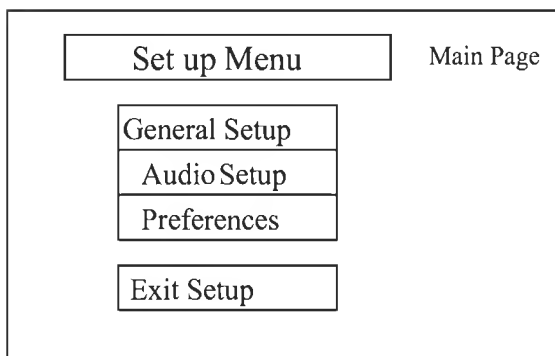 Set up Menu
Main Page
General Setup
Audio Setup
Preferences
Exit Setup